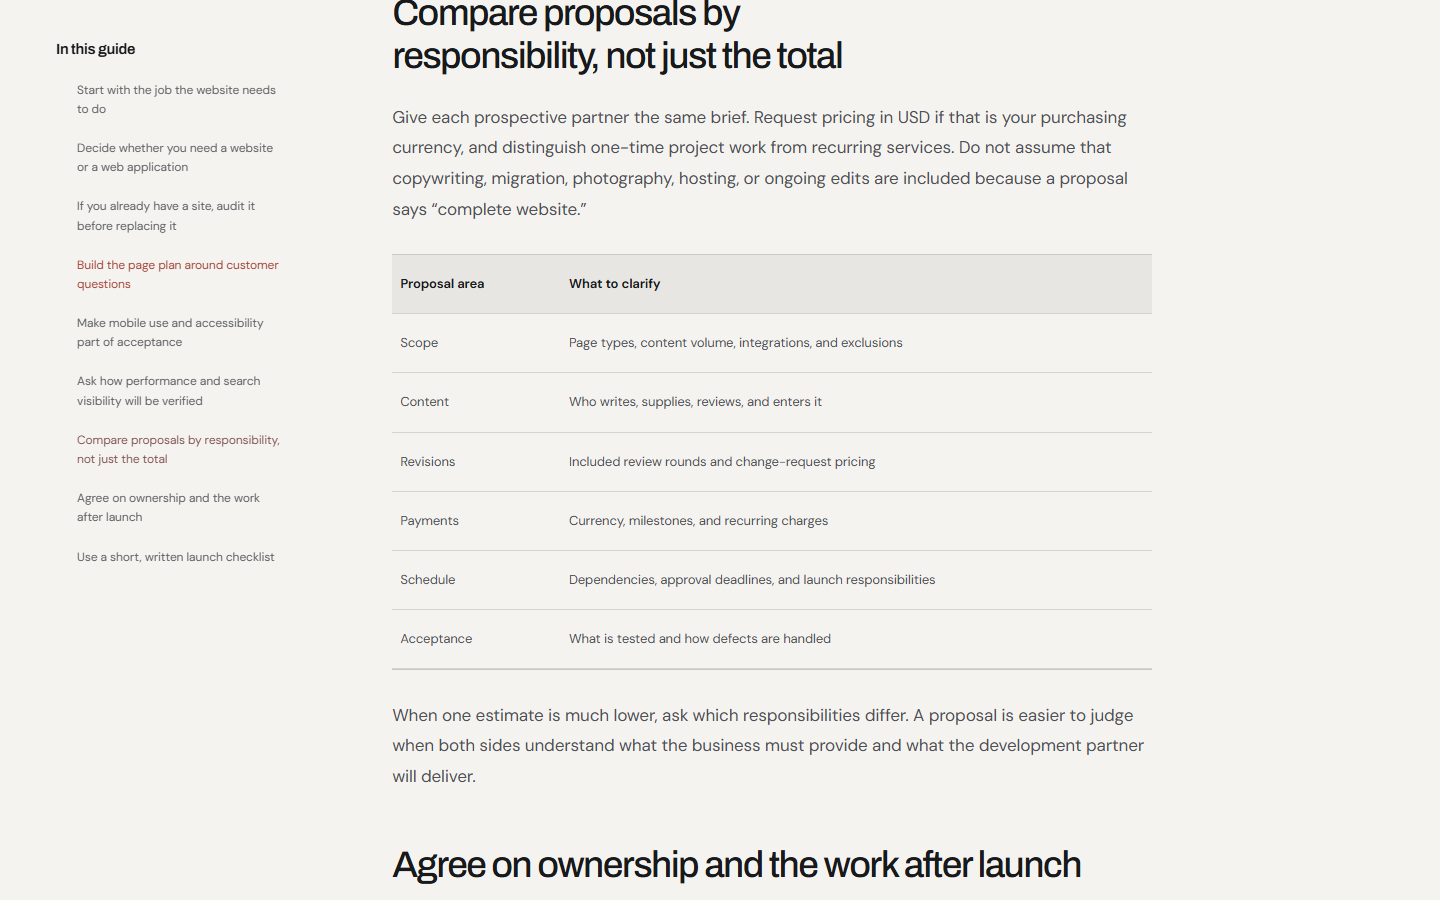 In this guide
Start with the job the website needs
to do
Decide whether you need a website
or a web application
If you already have a site, audit it
before replacing it
Build the page plan around customer
questions
Make mobile use and accessibility
part of acceptance
Ask how performance and search
visibility will be verified
Compare proposals by responsibility,
not just the total
Agree on ownership and the work
after launch
Use a short, written launch checklist
Compare proposals by
responsibility, not just the total
Give each prospective partner the same brief. Request pricing in USD if that is your purchasing
currency, and distinguish one-time project work from recurring services. Do not assume that
copywriting, migration, photography, hosting, or ongoing edits are included because a proposal
says “complete website.”
Proposal area What to clarify
Scope Page types, content volume, integrations, and exclusions
Content Who writes, supplies, reviews, and enters it
Revisions Included review rounds and change-request pricing
Payments Currency, milestones, and recurring charges
Schedule Dependencies, approval deadlines, and launch responsibilities
Acceptance What is tested and how defects are handled
When one estimate is much lower, ask which responsibilities differ. A proposal is easier to judge
when both sides understand what the business must provide and what the development partner
will deliver.
Agree on ownership and the work after launch